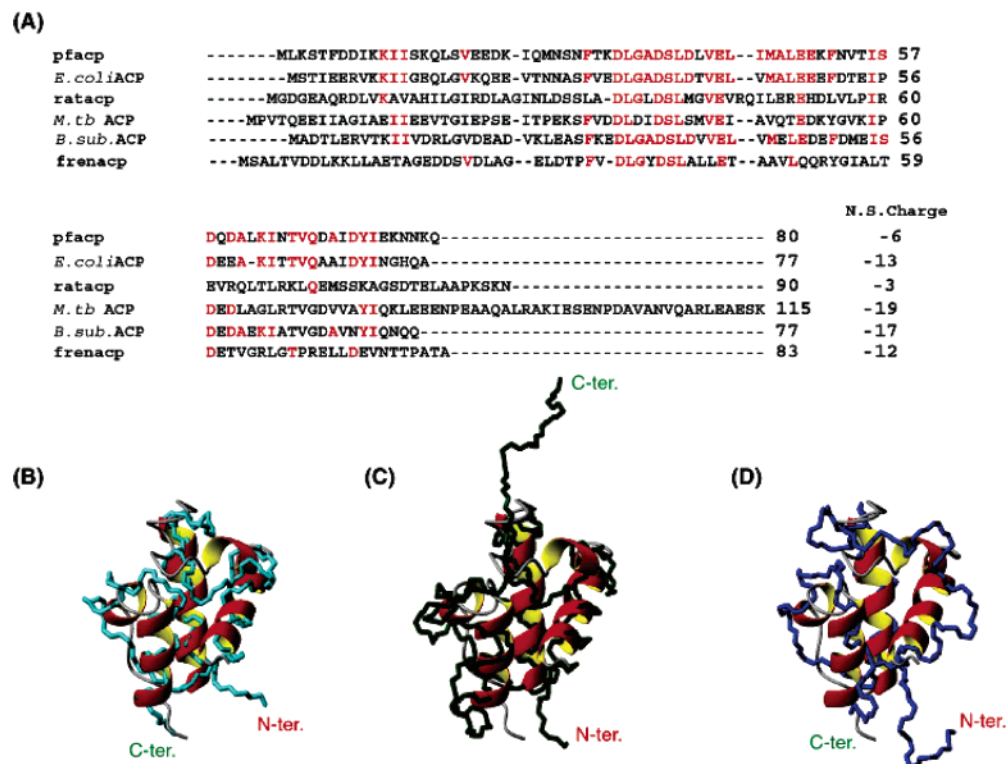 (A)
pfacp ------MLKSTFDDIKKIISKQLSVEEDK-IQMNSNFTKDLGADSLDLVEL--IMALEEKFNVTIS 57
E.coliACP -------MSTIEERVKKIIGEQLGVKQEE-VTNNASFVEDLGADSLDTVEL--VMALEEEFDTEIP 56
ratacp -----MGDGEAQRDLVKAVAHILGIRDLAGINLDSSLA-DLGLDSLMGVEVRQILEREHDLVLPIR 60
M.tb ACP ---MPVTQEEIIAGIAEIIEEVTGIEPSE-ITPEKSFVDDLDIDSLSMVEI--AVQTEDKYGVKIP 60
B.sub.ACP -------MADTLERVTKIIVDRLGVDEAD-VKLEASFKEDLGADSLDVVEL--VMELEDEFDMEIS 56
frenacp ---MSALTVDDLKKLLAETAGEDDSVDLAG-ELDTPFV-DLGYDSLALLET--AAVLQQRYGIALT 59
N.S.Charge
pfacp DQDALKINTVQDAIDYIEKNNKQ---------------------------------- 80 -6
E.coliACP DEEA-KITTVQAAIDYINGHQA----------------------------------- 77 -13
ratacp EVRQLTLRKLQEMSSKAGSDTELAAPKSKN--------------------------- 90 -3
M.tb ACP DEDLAGLRTVGDVVAYIQKLEEENPEAAQALRAKIESENPDAVANVQARLEAESK 115 -19
B.sub.ACP DEDAEKIATVGDAVNYIQNQQ------------------------------------ 77 -17
frenacp DETVGRLGTPRELLDEVNTTPATA--------------------------------- 83 -12
C-ter.
(B)
(C)
(D)
N-ter.
C-ter.
N-ter.
C-ter.
N-ter.